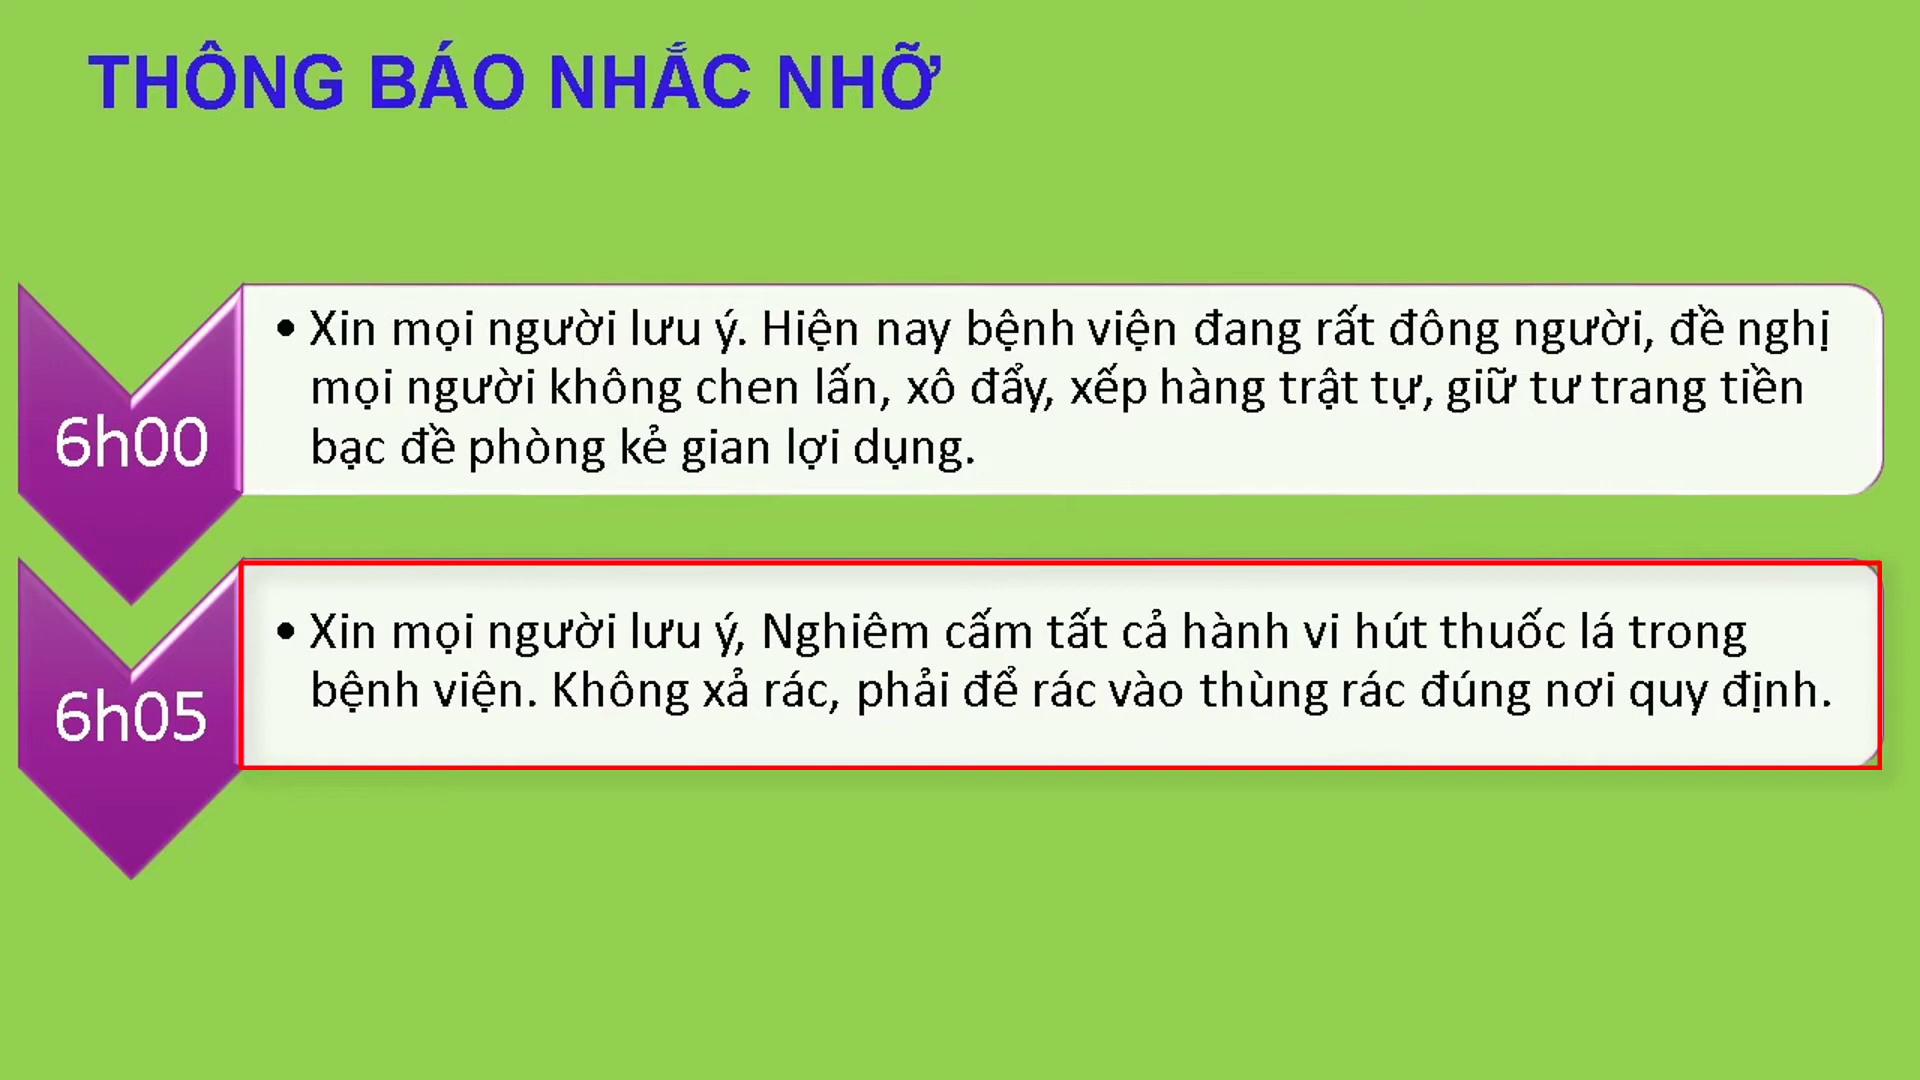 THÔNG BÁO NHẮC NHỠ
6h00
• Xin mọi người lưu ý. Hiện nay bệnh viện đang rất đông người, đề nghị
mọi người không chen lấn, xô đẩy, xếp hàng trật tự, giữ tư trang tiền
bạc đề phòng kẻ gian lợi dụng.
6h05
• Xin mọi người lưu ý, Nghiêm cấm tất cả hành vi hút thuốc lá trong
bệnh viện. Không xả rác, phải để rác vào thùng rác đúng nơi quy định.